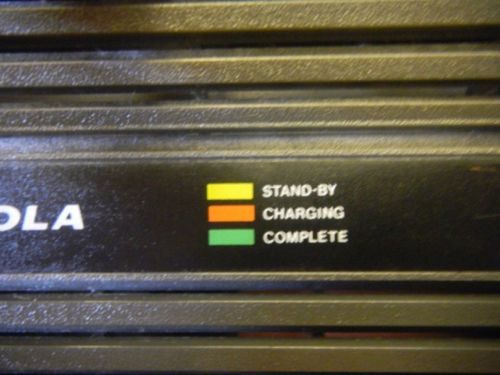 OLA
STAND-BY
CHARGING
COMPLETE